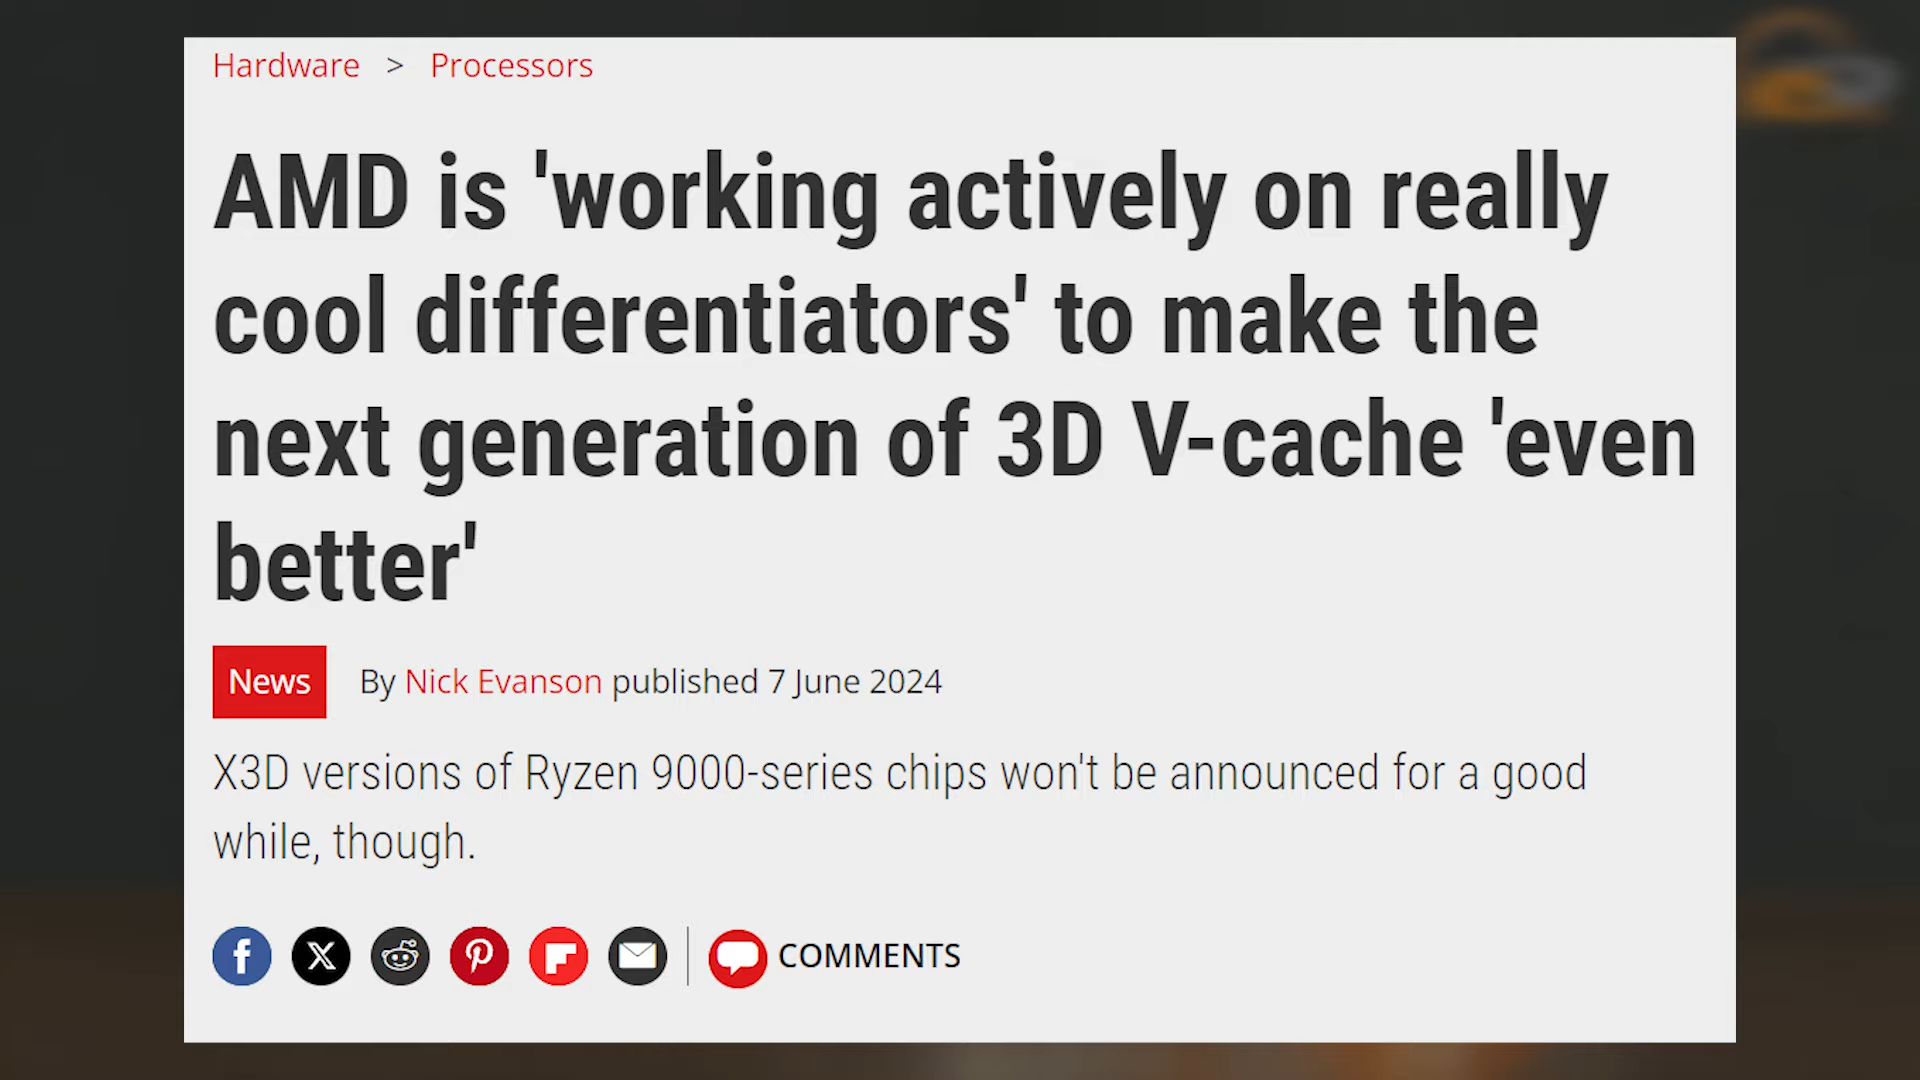 Hardware > Processors
AMD is 'working actively on really
cool differentiators' to make the
next generation of 3D V-cache 'even
better'
News By Nick Evanson published 7 June 2024
X3D versions of Ryzen 9000-series chips won't be announced for a good
while, though.
COMMENTS